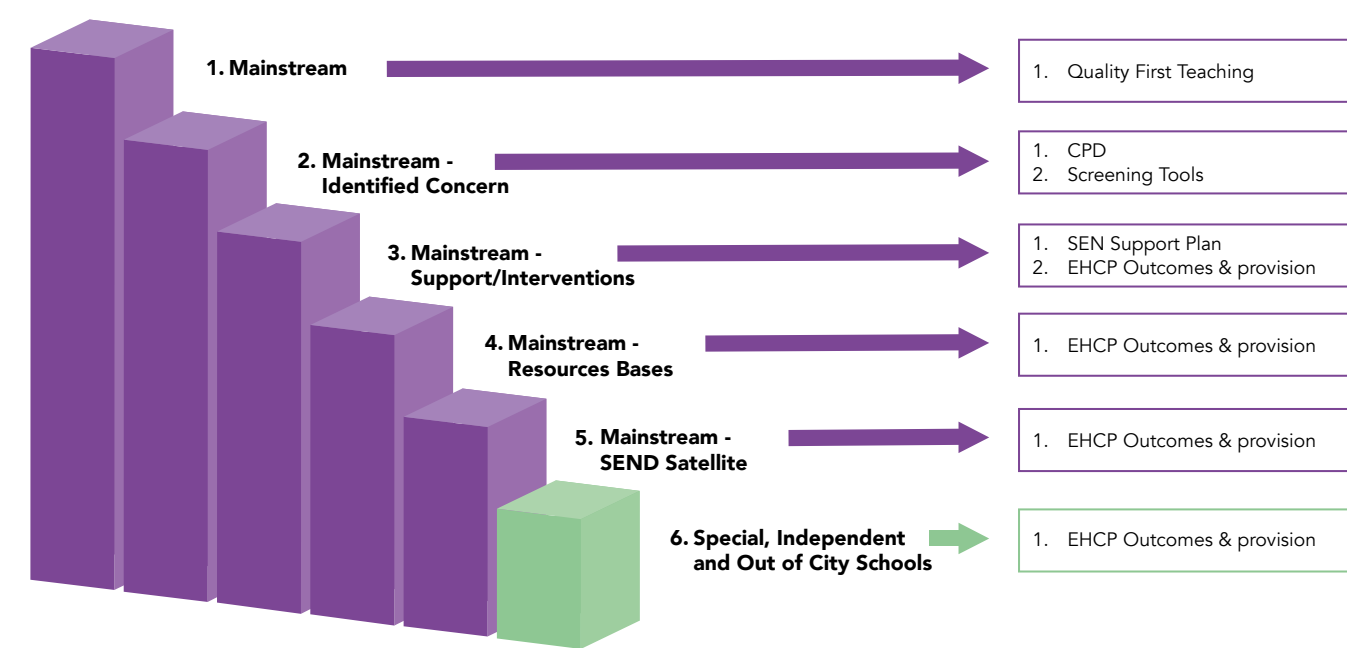 1. Mainstream
1. Quality First Teaching
2. Mainstream -
Identified Concern
1. CPD
2. Screening Tools
3. Mainstream -
Support/Interventions
1. SEN Support Plan
2. EHCP Outcomes & provision
4. Mainstream -
Resources Bases
1. EHCP Outcomes & provision
5. Mainstream -
SEND Satellite
1. EHCP Outcomes & provision
6. Special, Independent
and Out of City Schools
1. EHCP Outcomes & provision